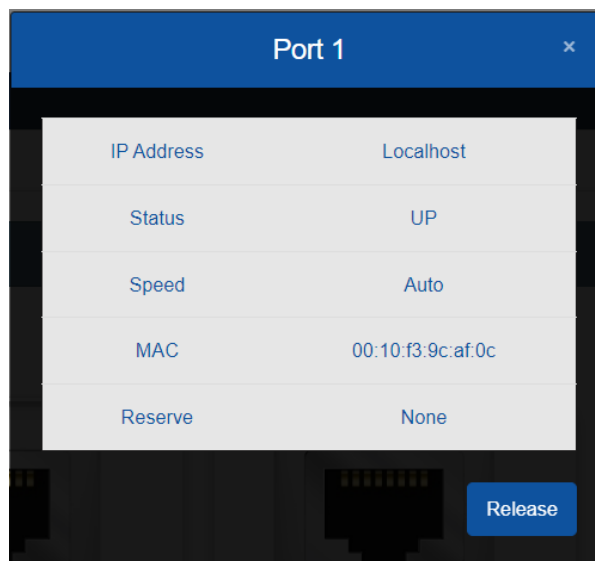 Port 1 ×
IP Address Localhost
Status UP
Speed Auto
MAC 00:10:f3:9c:af:0c
Reserve None
Release